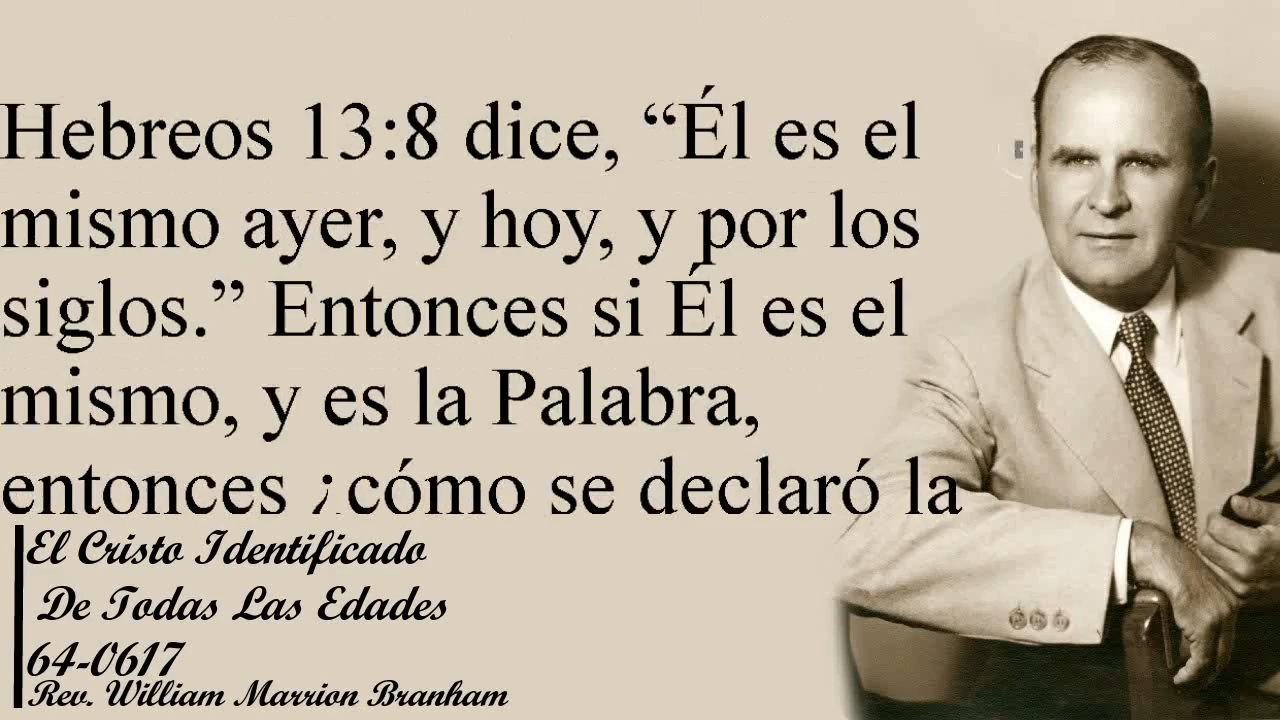 Hebreos 13:8 dice, “Él es el
mismo ayer, y hoy, y por los
siglos.” Entonces si Él es el
mismo, y es la Palabra,
entonces ¿cómo se declaró la
El Cristo Identificado
De Todas Las Edades
64-0617
Rev. William Marrion Branham